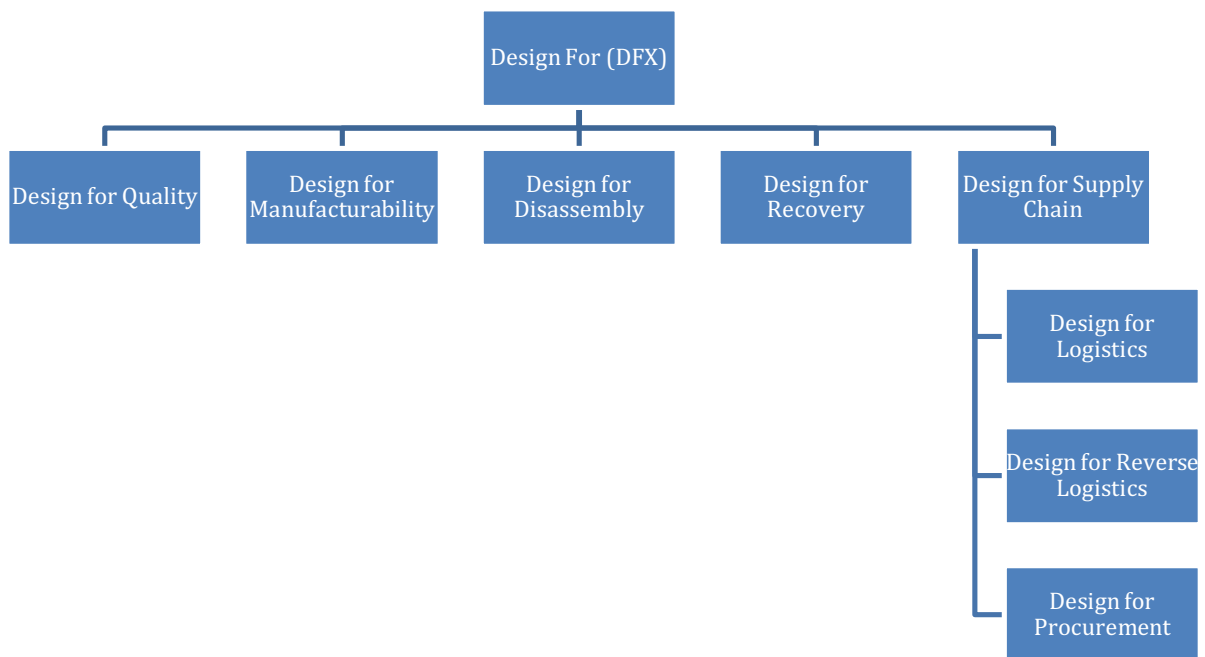 Design For (DFX)
Design for Quality
Design for
Manufacturability
Design for
Disassembly
Design for
Recovery
Design for Supply
Chain
Design for
Logistics
Design for Reverse
Logistics
Design for
Procurement